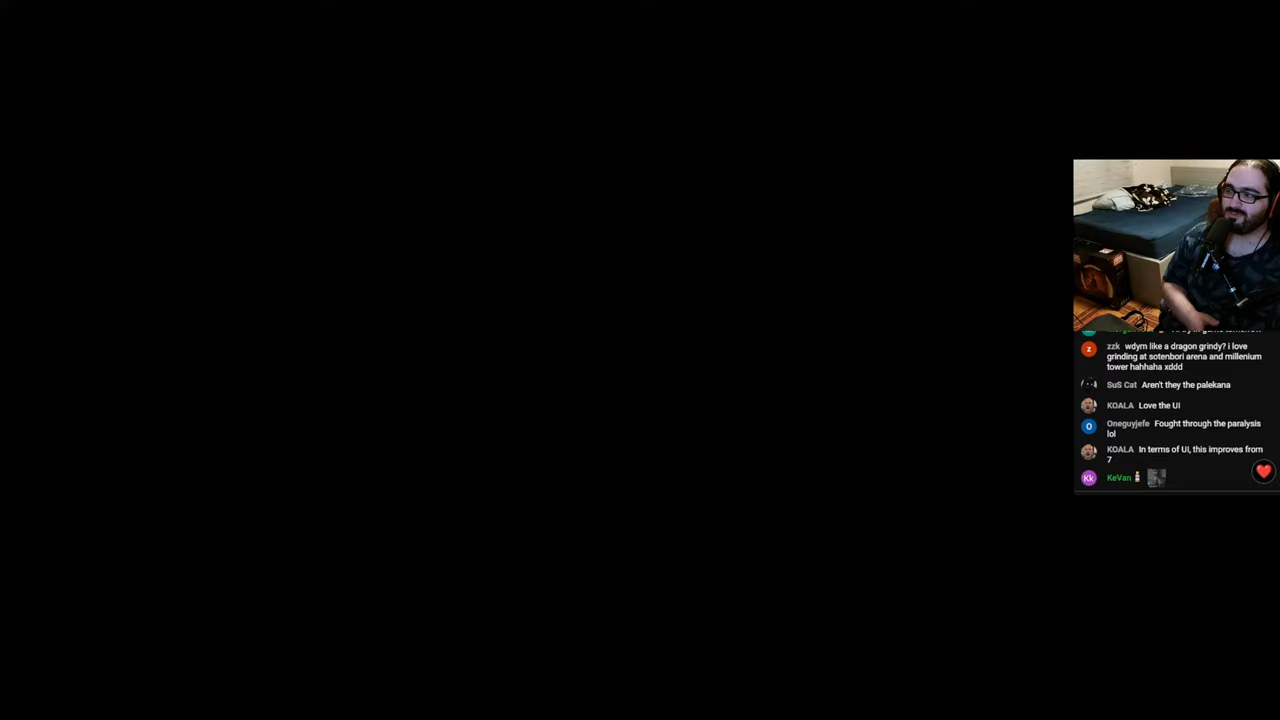 z zzk wdym like a dragon grindy? i love
grinding at sotenbori arena and millenium
tower hahhaha xddd
SuS Cat Aren't they the palekana
KOALA Love the UI
O Oneguyjefe Fought through the paralysis
lol
KOALA In terms of UI, this improves from
7
Kk KeVan